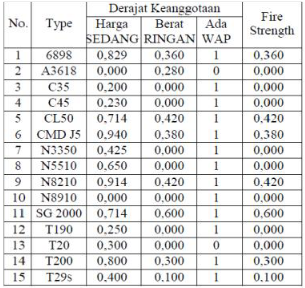 No. Type Derajat Keanggotaan Fire Strength
Harga SEDANG Berat RINGAN Ada WAP
1 6898 0,829 0,360 1 0,360
2 A3618 0,000 0,280 0 0,000
3 C35 0,200 0,000 1 0,000
4 C45 0,230 0,000 1 0,000
5 CL50 0,714 0,420 1 0,420
6 CMD J5 0,940 0,380 1 0,380
7 N3350 0,425 0,000 1 0,000
8 N5510 0,650 0,000 1 0,000
9 N8210 0,914 0,420 1 0,420
10 N8910 0,000 0,000 1 0,000
11 SG 2000 0,714 0,600 1 0,600
12 T190 0,250 0,000 1 0,000
13 T20 0,300 0,000 0 0,000
14 T200 0,800 0,300 1 0,300
15 T29s 0,400 0,100 1 0,100